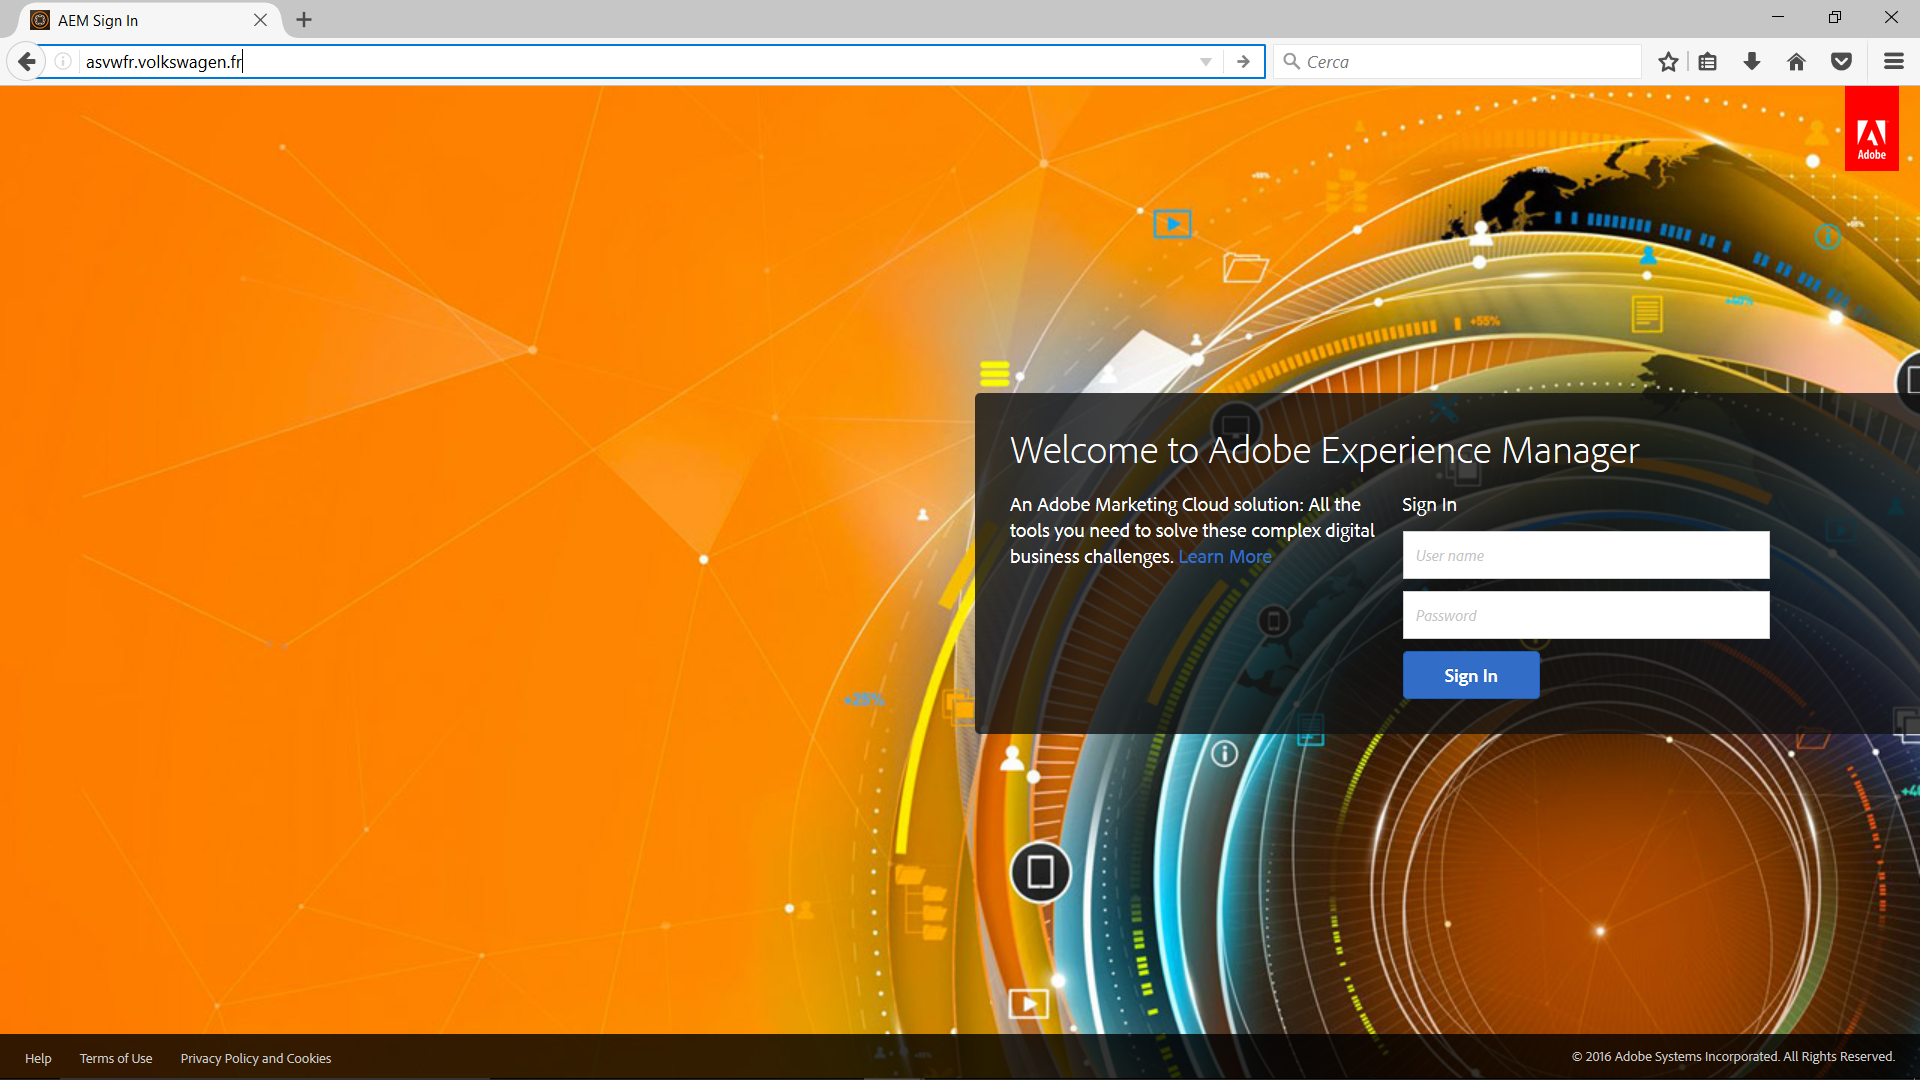 AEM Sign In
asvwfr.volkswagen.fr
Cerca
Adobe
+55%
+25%
Welcome to Adobe Experience Manager
An Adobe Marketing Cloud solution: All the
tools you need to solve these complex digital
business challenges. Learn More
Sign In
User name
Password
Sign In
Help
Terms of Use
Privacy Policy and Cookies
© 2016 Adobe Systems Incorporated. All Rights Reserved.